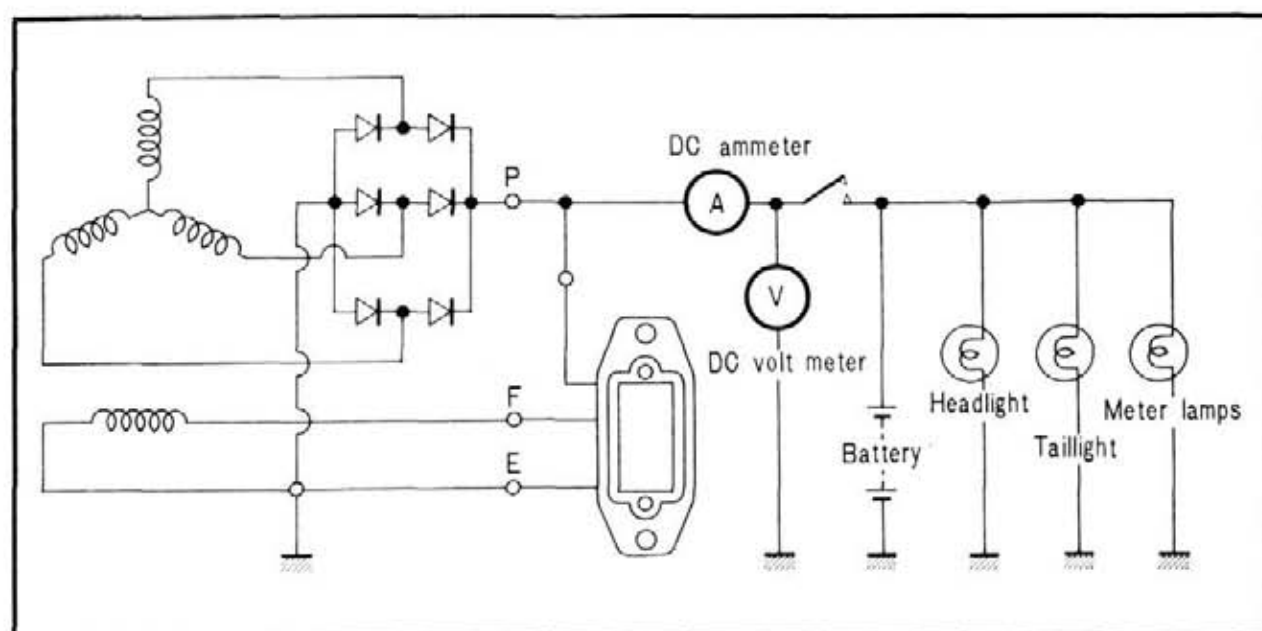 DC ammeter
P
A
V
DC volt meter
F
Headlight
Meter lamps
Taillight
Battery
E